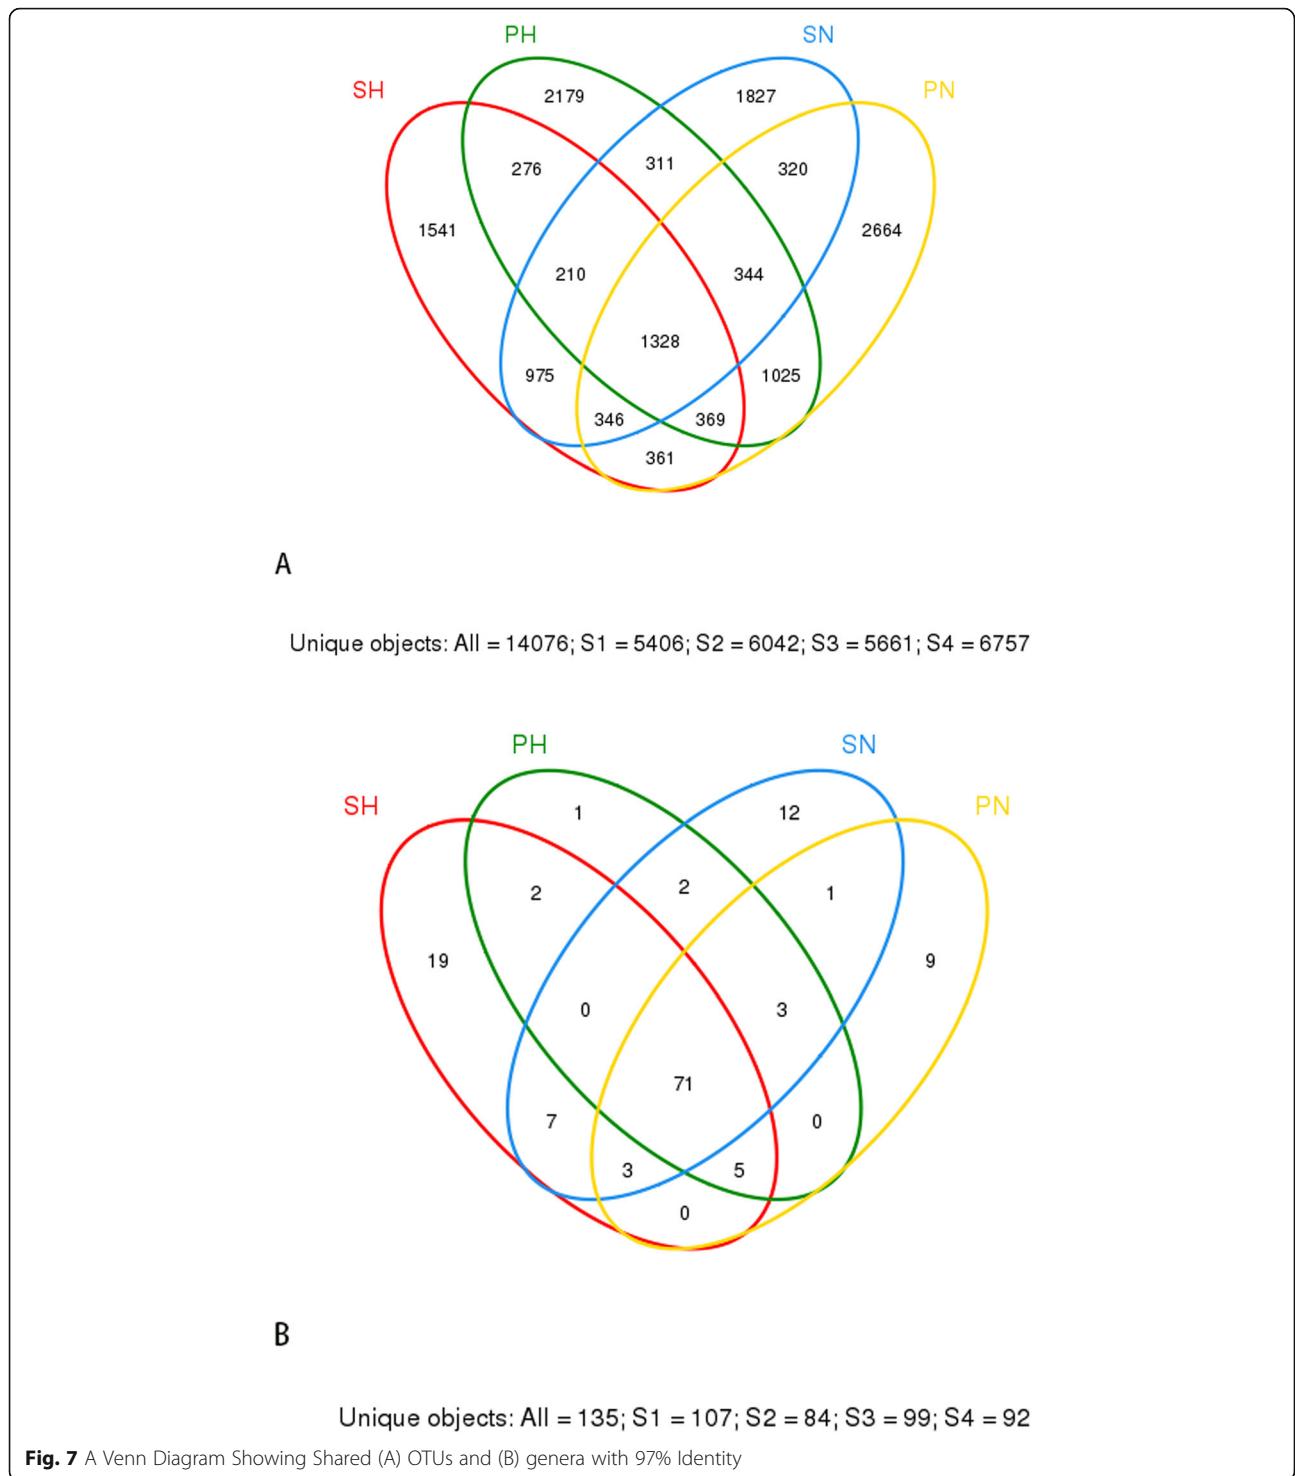 PH SN
SH PN
2179 1827
276 311 320
1541 2664
210 344
1328
975 1025
346 369
361
A
Unique objects: All = 14076; S1 = 5406; S2 = 6042; S3 = 5661; S4 = 6757
PH SN
SH PN
1 12
2 2 1
19 9
0 3
71
7 0
3 5
0
B
Unique objects: All = 135; S1 = 107; S2 = 84; S3 = 99; S4 = 92
Fig. 7 A Venn Diagram Showing Shared (A) OTUs and (B) genera with 97% Identity